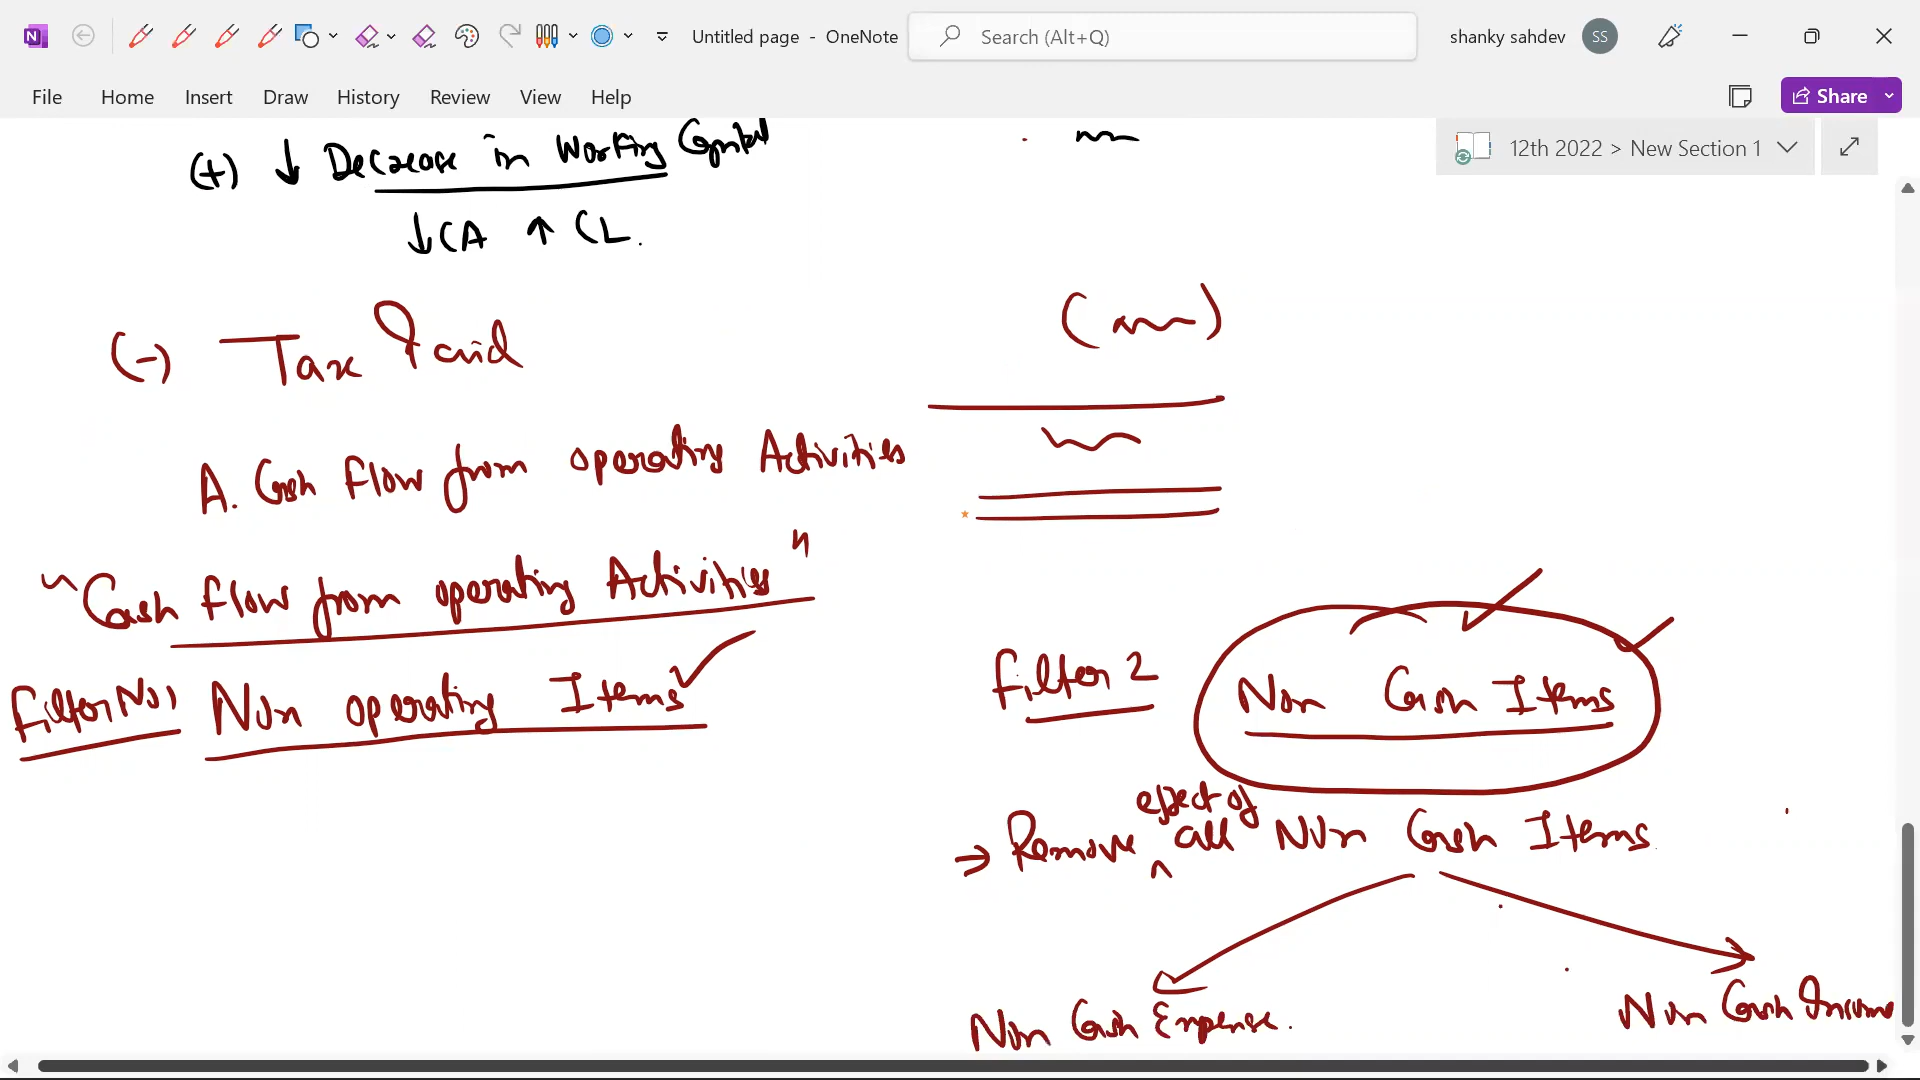 Untitled page - OneNote
Search (Alt+Q)
shanky sahdev
SS
File Home Insert Draw History Review View Help
Share
12th 2022 > New Section 1
(+) ↓ Decrease in Working Capital
↓CA ↑ CL.
(-) Tax Paid
A. Cash flow from operating Activities
"Cash flow from operating Activities"
Filter No1 Non operating Items
Filter 2 Non Cash Items
→ Remove ^ effect of all Non Cash Items
Non Cash Expense.
Non Cash Income